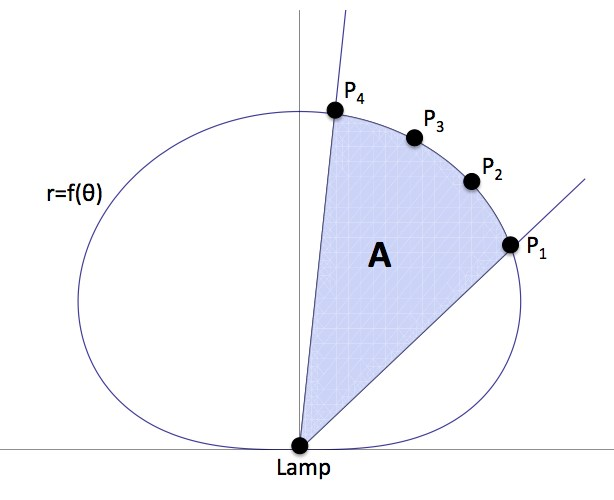 P₄
P₃
P₂
r=f(θ)
A
P₁
Lamp